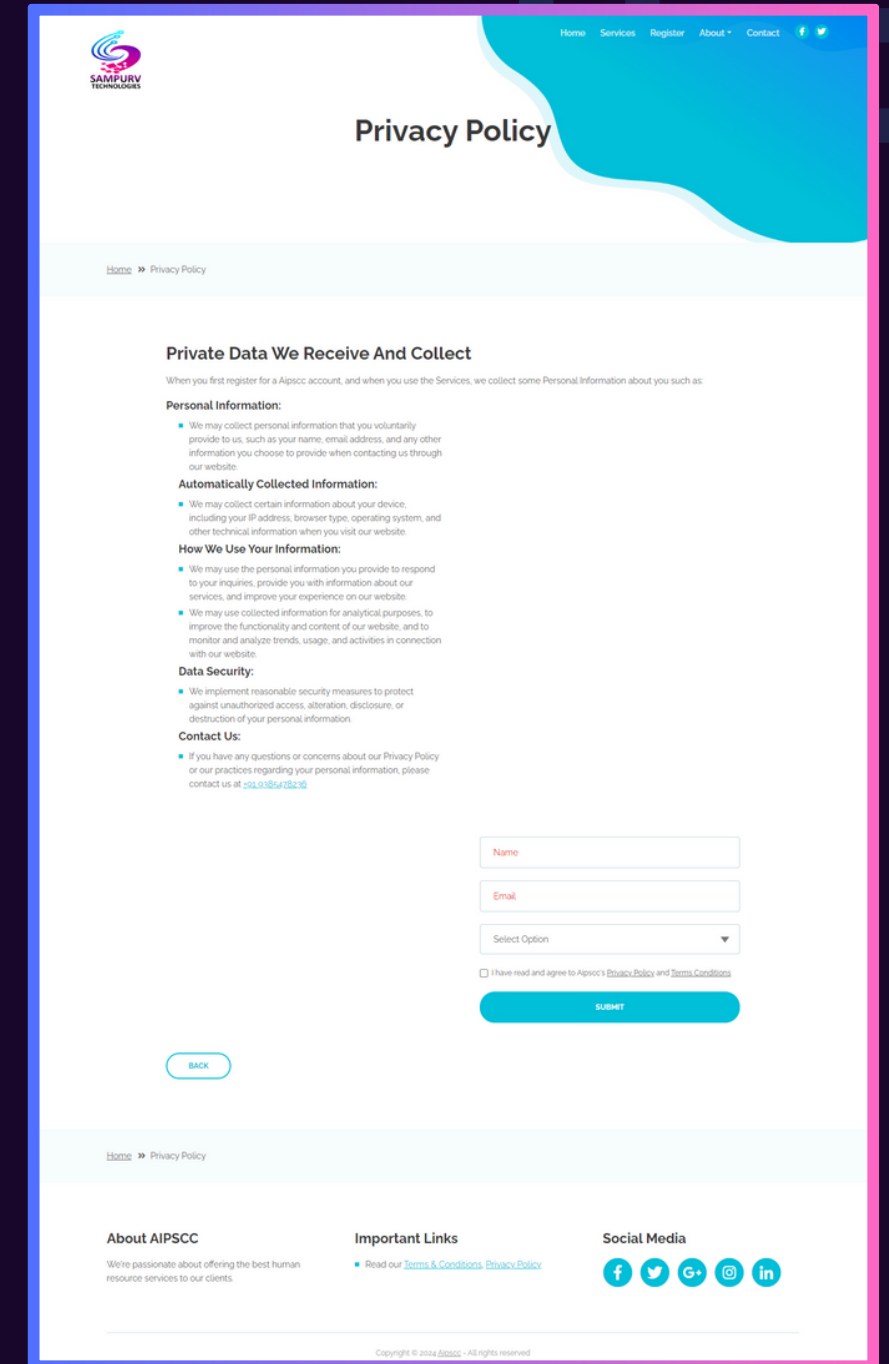 SAMPURV
TECHNOLOGIES
Home Services Register About Contact
Privacy Policy
Home » Privacy Policy
Private Data We Receive And Collect
When you first register for a Aipscc account, and when you use the Services, we collect some Personal Information about you such as:
Personal Information:
We may collect personal information that you voluntarily
provide to us, such as your name, email address, and any other
information you choose to provide when contacting us through
our website.
Automatically Collected Information:
We may collect certain information about your device,
including your IP address, browser type, operating system, and
other technical information when you visit our website.
How We Use Your Information:
We may use the personal information you provide to respond
to your inquiries, provide you with information about our
services, and improve your experience on our website.
We may use collected information for analytical purposes, to
improve the functionality and content of our website, and to
monitor and analyze trends, usage, and activities in connection
with our website.
Data Security:
We implement reasonable security measures to protect
against unauthorized access, alteration, disclosure, or
destruction of your personal information.
Contact Us:
If you have any questions or concerns about our Privacy Policy
or our practices regarding your personal information, please
contact us at +91 9385478236
Name
Email
Select Option
I have read and agree to Aipscc's Privacy Policy and Terms Conditions
SUBMIT
BACK
Home » Privacy Policy
About AIPSCC
We're passionate about offering the best human
resource services to our clients.
Important Links
Read our Terms & Conditions, Privacy Policy
Social Media
Copyright © 2024 Aipscc - All rights reserved